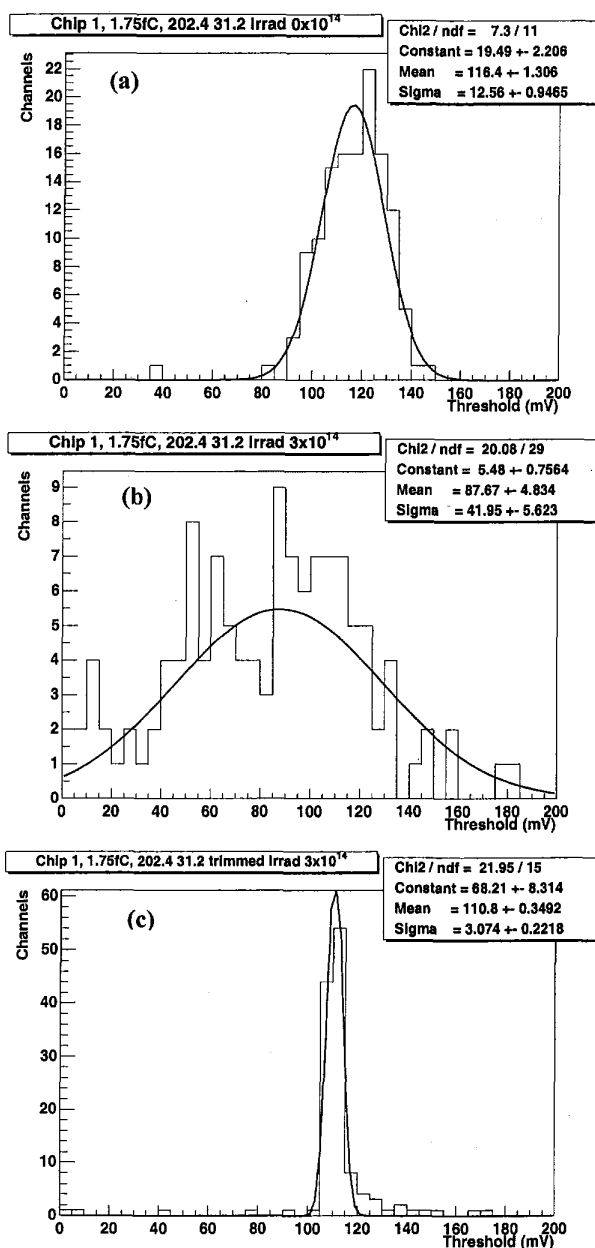 Chip 1, 1.75fC, 202.4 31.2 Irrad 0x10^14
Chi2 / ndf = 7.3 / 11
Constant = 19.49 +- 2.206
Mean = 116.4 +- 1.306
Sigma = 12.56 +- 0.9465
Channels
(a)
22
20
18
16
14
12
10
8
6
4
2
0
0 20 40 60 80 100 120 140 160 180 200
Threshold (mV)
Chip 1, 1.75fC, 202.4 31.2 Irrad 3x10^14
Chi2 / ndf = 20.08 / 29
Constant = 5.48 +- 0.7564
Mean = 87.67 +- 4.834
Sigma = 41.95 +- 5.623
Channels
(b)
9
8
7
6
5
4
3
2
1
0
0 20 40 60 80 100 120 140 160 180 200
Threshold (mV)
Chip 1, 1.75fC, 202.4 31.2 trimmed Irrad 3x10^14
Chi2 / ndf = 21.95 / 15
Constant = 68.21 +- 8.314
Mean = 110.8 +- 0.3492
Sigma = 3.074 +- 0.2218
Channels
(c)
60
50
40
30
20
10
0
0 20 40 60 80 100 120 140 160 180 200
Threshold (mV)